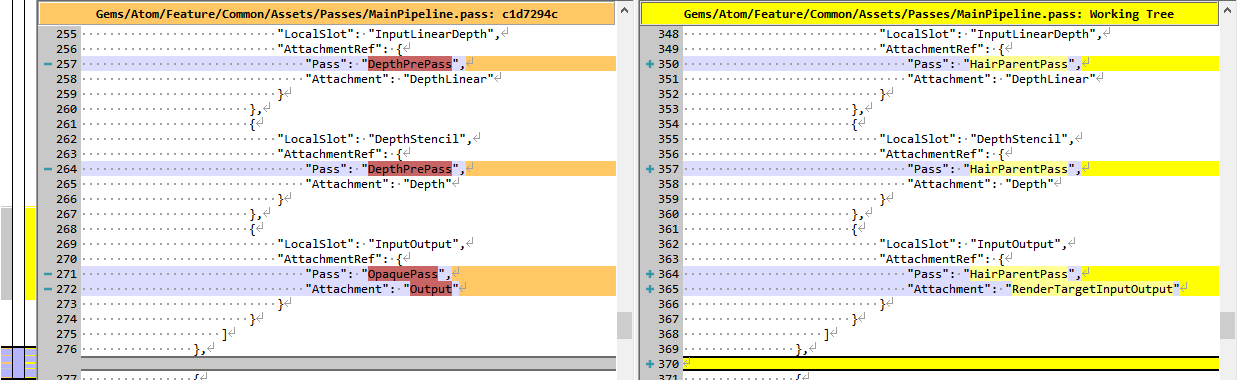 Gems/Atom/Feature/Common/Assets/Passes/MainPipeline.pass: c1d7294c
255 "LocalSlot": "InputLinearDepth",
256 "AttachmentRef": {
257 "Pass": "DepthPrePass",
258 "Attachment": "DepthLinear"
259 }
260 },
261 {
262 "LocalSlot": "DepthStencil",
263 "AttachmentRef": {
264 "Pass": "DepthPrePass",
265 "Attachment": "Depth"
266 }
267 },
268 {
269 "LocalSlot": "InputOutput",
270 "AttachmentRef": {
271 "Pass": "OpaquePass",
272 "Attachment": "Output"
273 }
274 }
275 ]
276 },
277 {
Gems/Atom/Feature/Common/Assets/Passes/MainPipeline.pass: Working Tree
348 "LocalSlot": "InputLinearDepth",
349 "AttachmentRef": {
350 "Pass": "HairParentPass",
351 "Attachment": "DepthLinear"
352 }
353 },
354 {
355 "LocalSlot": "DepthStencil",
356 "AttachmentRef": {
357 "Pass": "HairParentPass",
358 "Attachment": "Depth"
359 }
360 },
361 {
362 "LocalSlot": "InputOutput",
363 "AttachmentRef": {
364 "Pass": "HairParentPass",
365 "Attachment": "RenderTargetInputOutput"
366 }
367 }
368 ]
369 },
370
371 {